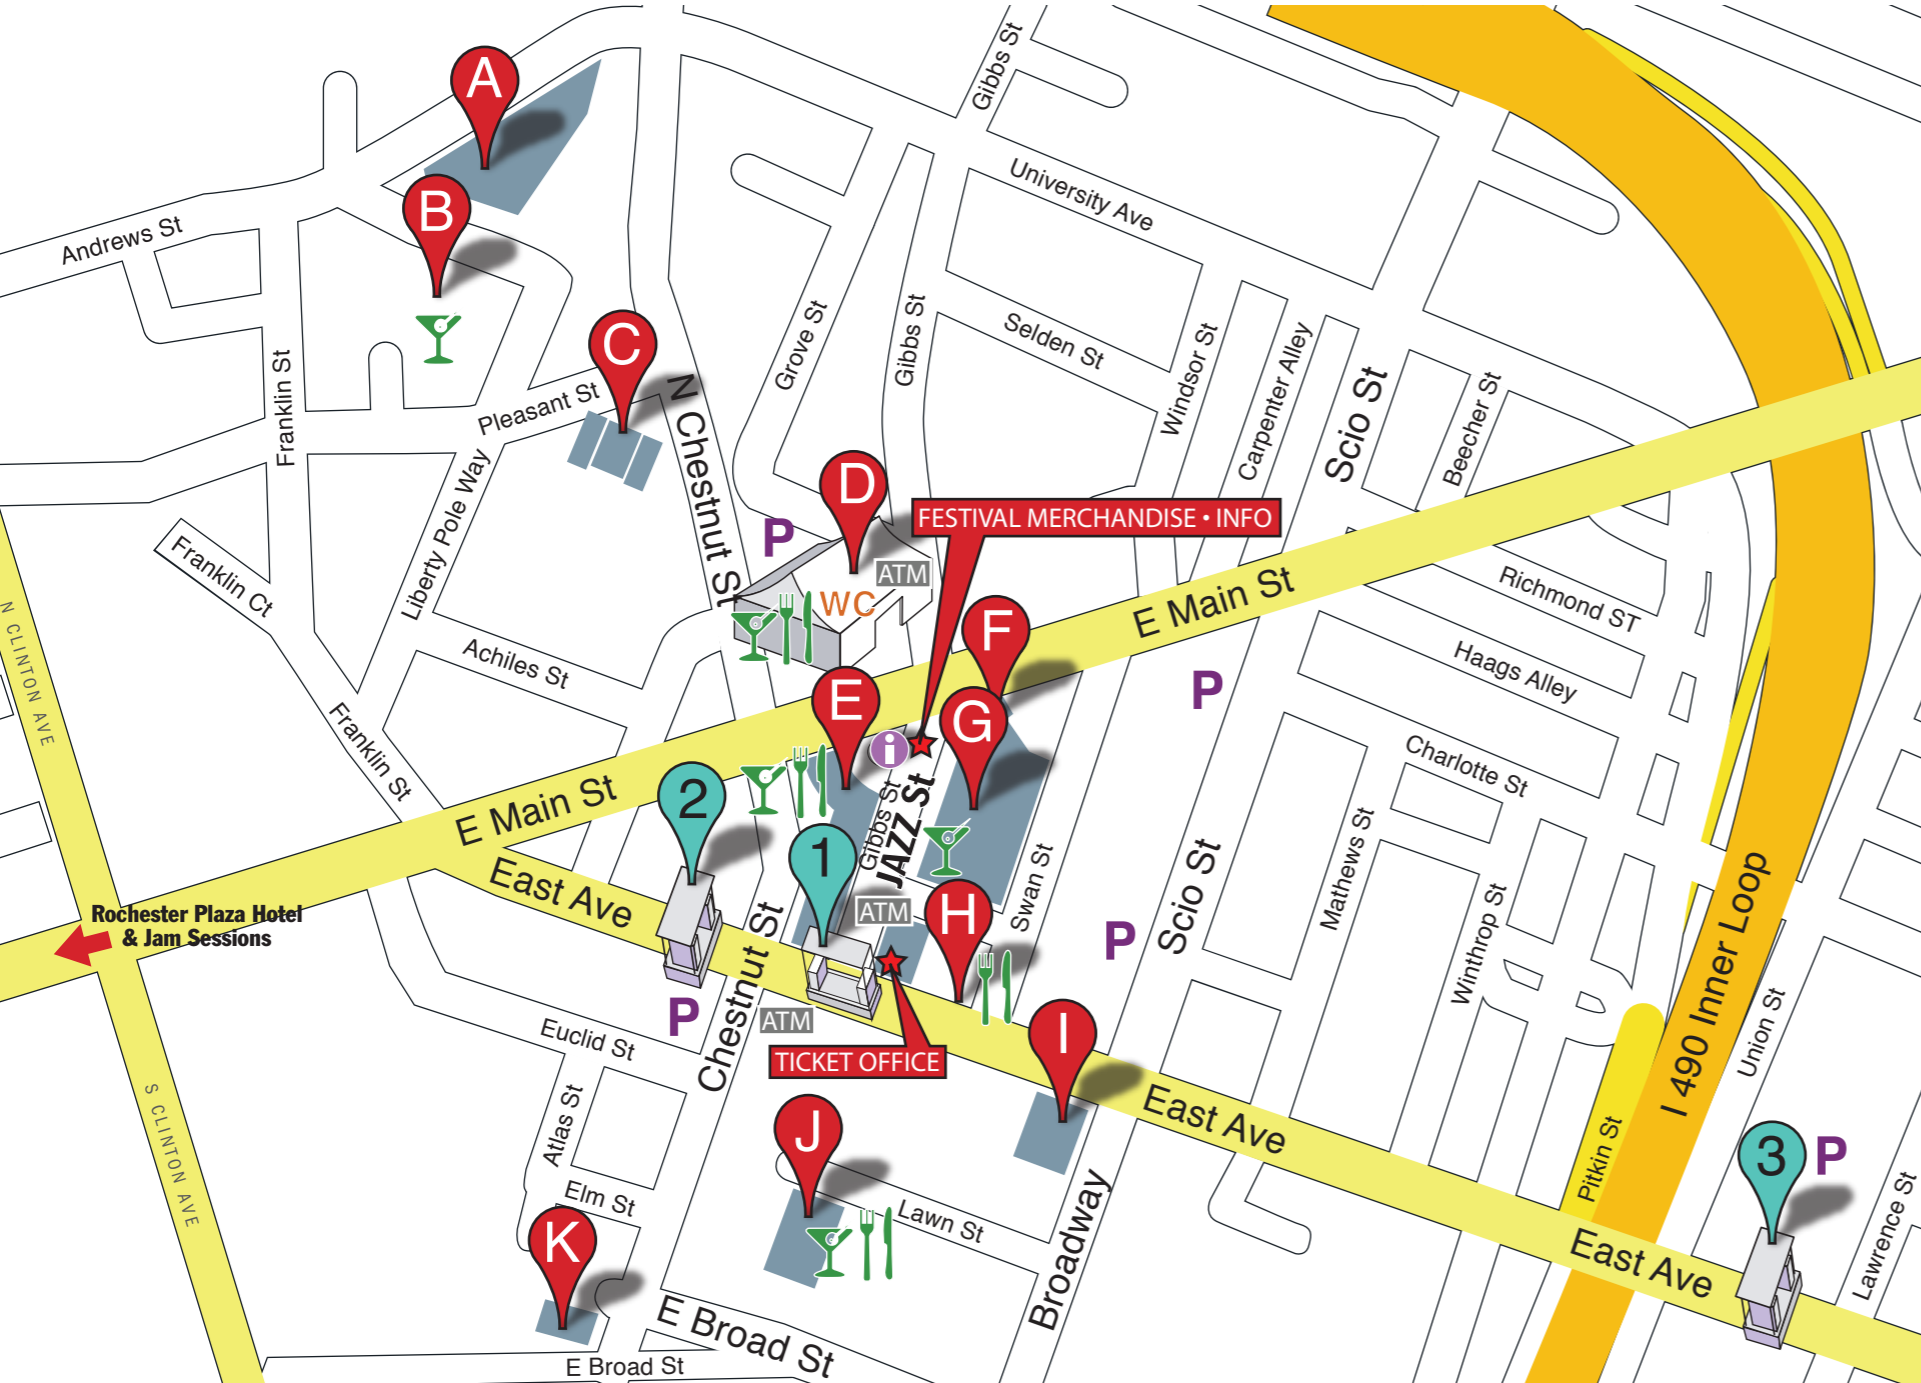 A
Gibbs St
B
University Ave
Andrews St
C
Grove St
Gibbs St
Selden St
Windsor St
Carpenter Alley
Scio St
Beecher St
Franklin St
Pleasant St
N Chestnut St
Liberty Pole Way
D
P
FESTIVAL MERCHANDISE • INFO
ATM
WC
Franklin Ct
E Main St
Richmond ST
Haags Alley
N CLINTON AVE
Achiles St
F
E
G
P
i
Franklin St
Charlotte St
2
1
Gibbs St
JAZZ St
E Main St
East Ave
Swan St
Mathews St
Scio St
Winthrop St
Rochester Plaza Hotel
& Jam Sessions
ATM
H
P
I 490 Inner Loop
Chestnut St
P
ATM
Euclid St
TICKET OFFICE
I
Union St
S CLINTON AVE
Atlas St
J
East Ave
Pitkin St
3
P
Elm St
Lawn St
Broadway
Lawrence St
K
East Ave
E Broad St
E Broad St